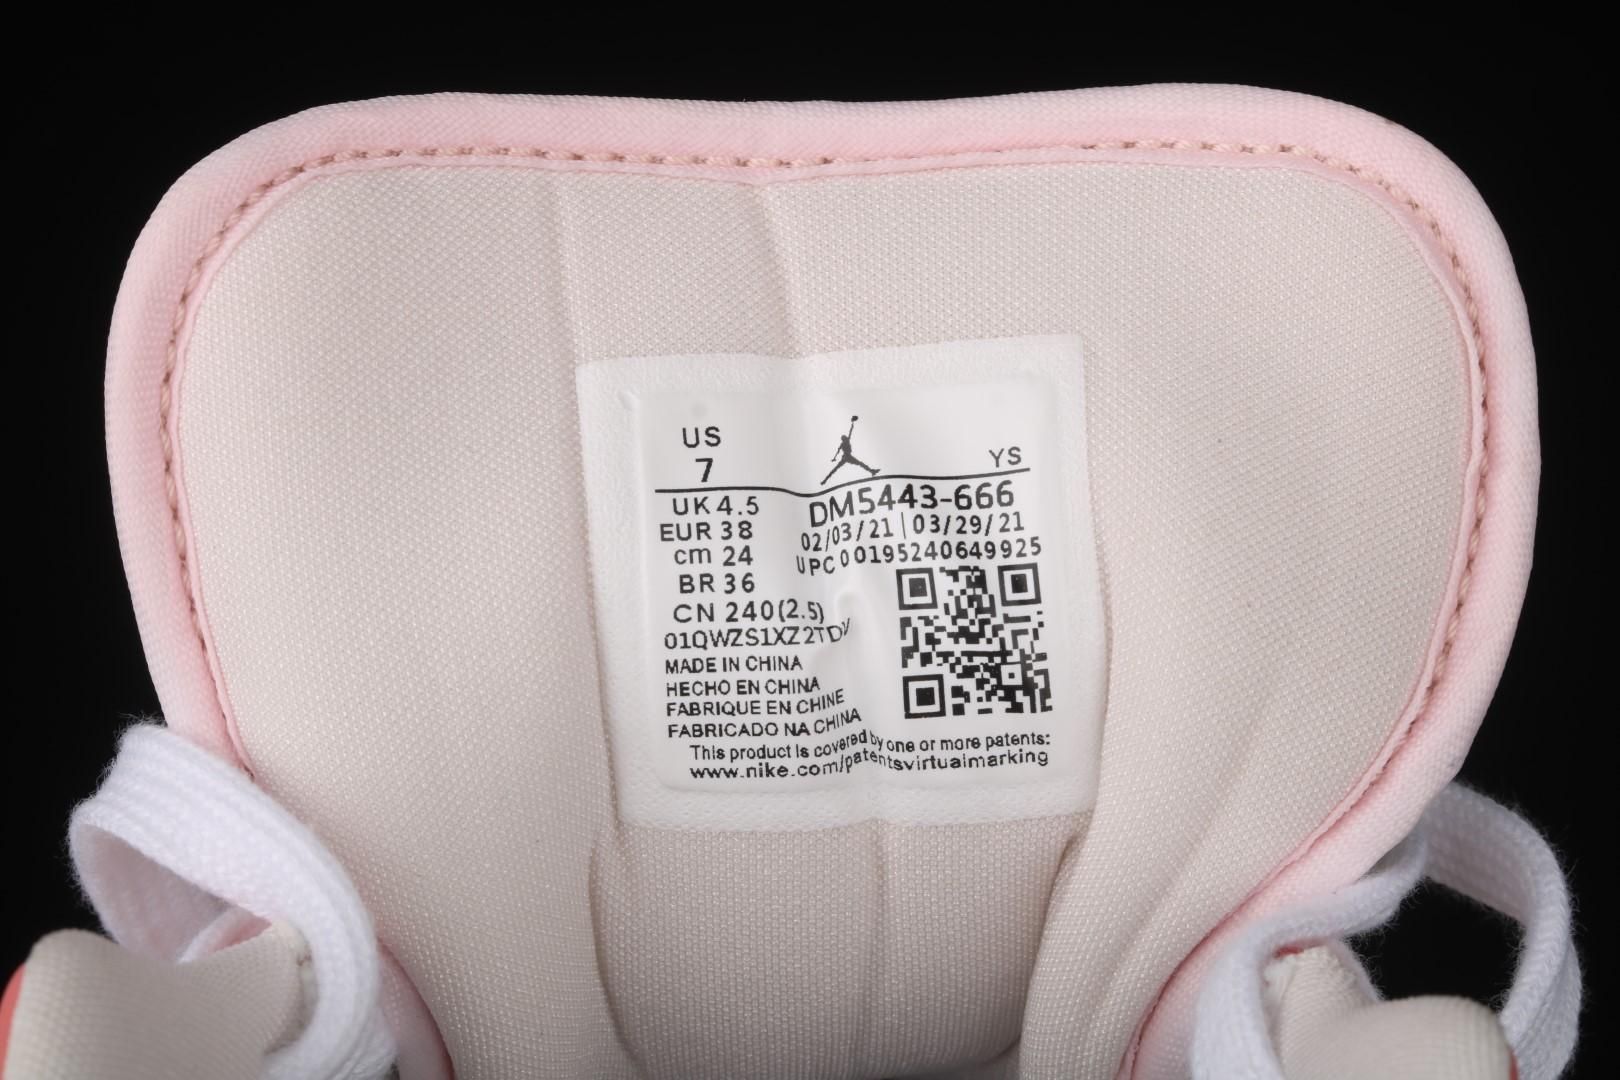 US
7
YS
UK 4.5
EUR 38
cm 24
BR 36
CN 240(2.5)
01QWZS1XZ2TDV
DM5443-666
02/03/21 | 03/29/21
UPC 00195240649925
MADE IN CHINA
HECHO EN CHINA
FABRIQUE EN CHINE
FABRICADO NA CHINA
This product is covered by one or more patents:
www.nike.com/patentsvirtualmarking